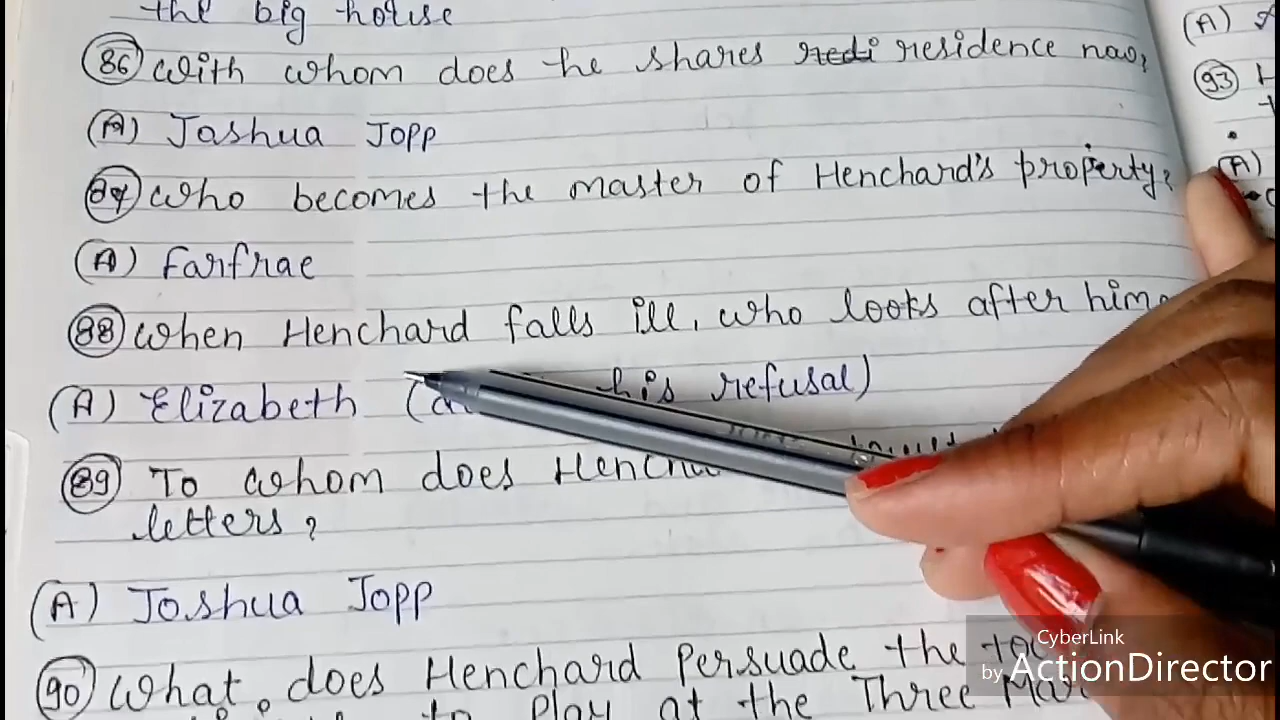 the big house
(86) With whom does he shares redi residence now?
(A) Joshua Jopp
(87) Who becomes the master of Henchard's property?
(A) Farfrae
(88) When Henchard falls ill, who looks after him?
(A) Elizabeth ( his refusal)
(89) To whom does
letters?
(A) Joshua Jopp
(90) What does Henchard persuade the
to play at the Three
(A)
(93) H
(A)
CyberLink
by ActionDirector